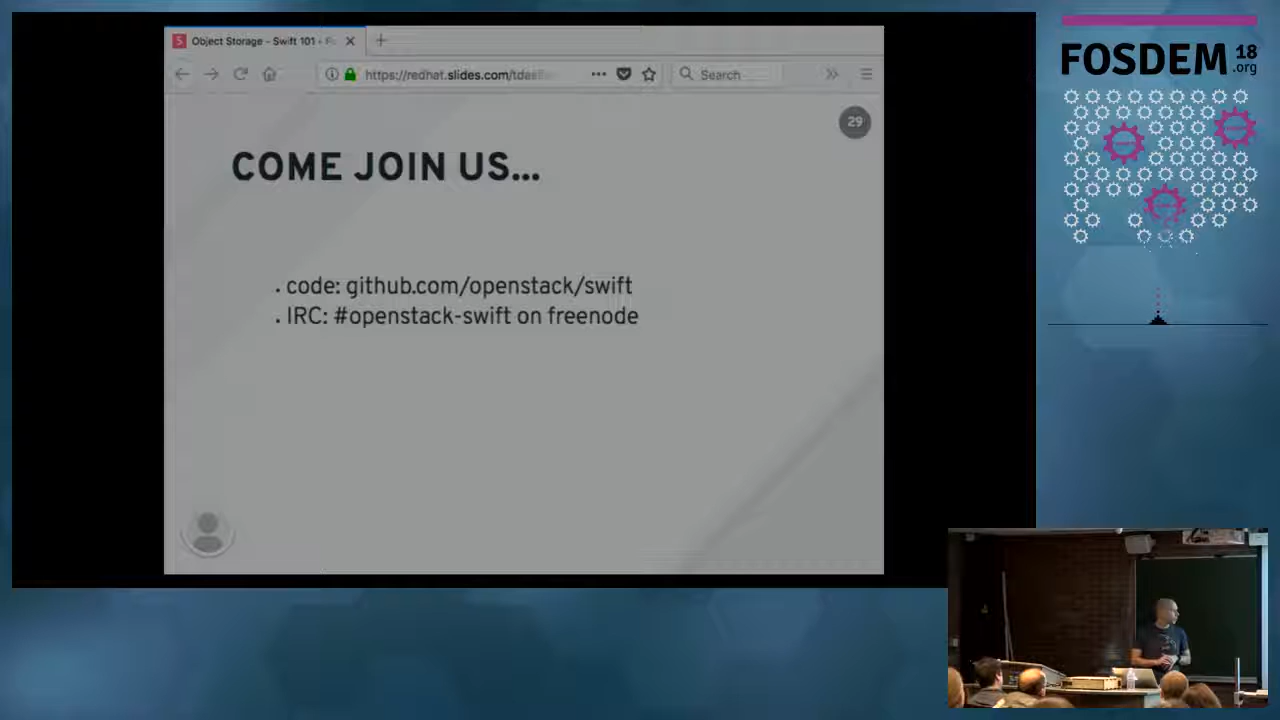 Object Storage - Swift 101 - Fo
https://redhat.slides.com/tdas
Search
29
COME JOIN US...
. code: github.com/openstack/swift
. IRC: #openstack-swift on freenode
FOSDEM 18
.org